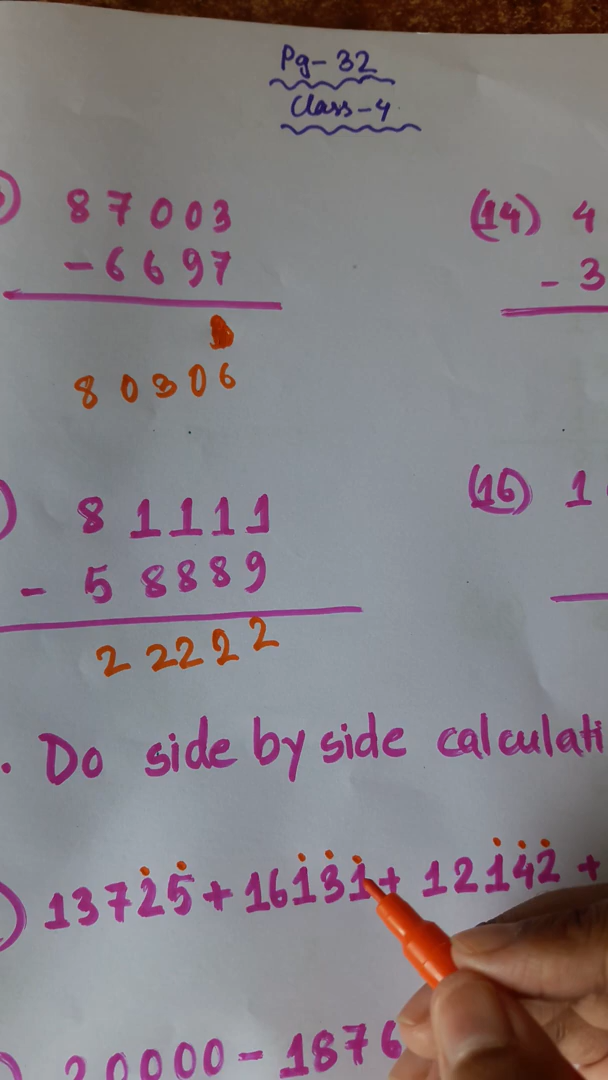 Pg-32
Class-4
87003
-6697
80306
(14) 4
- 3
81111
- 58889
22222
(16) 1
. Do side by side calculati
) 13725 + 16131 + 12142 +
20000 - 1876